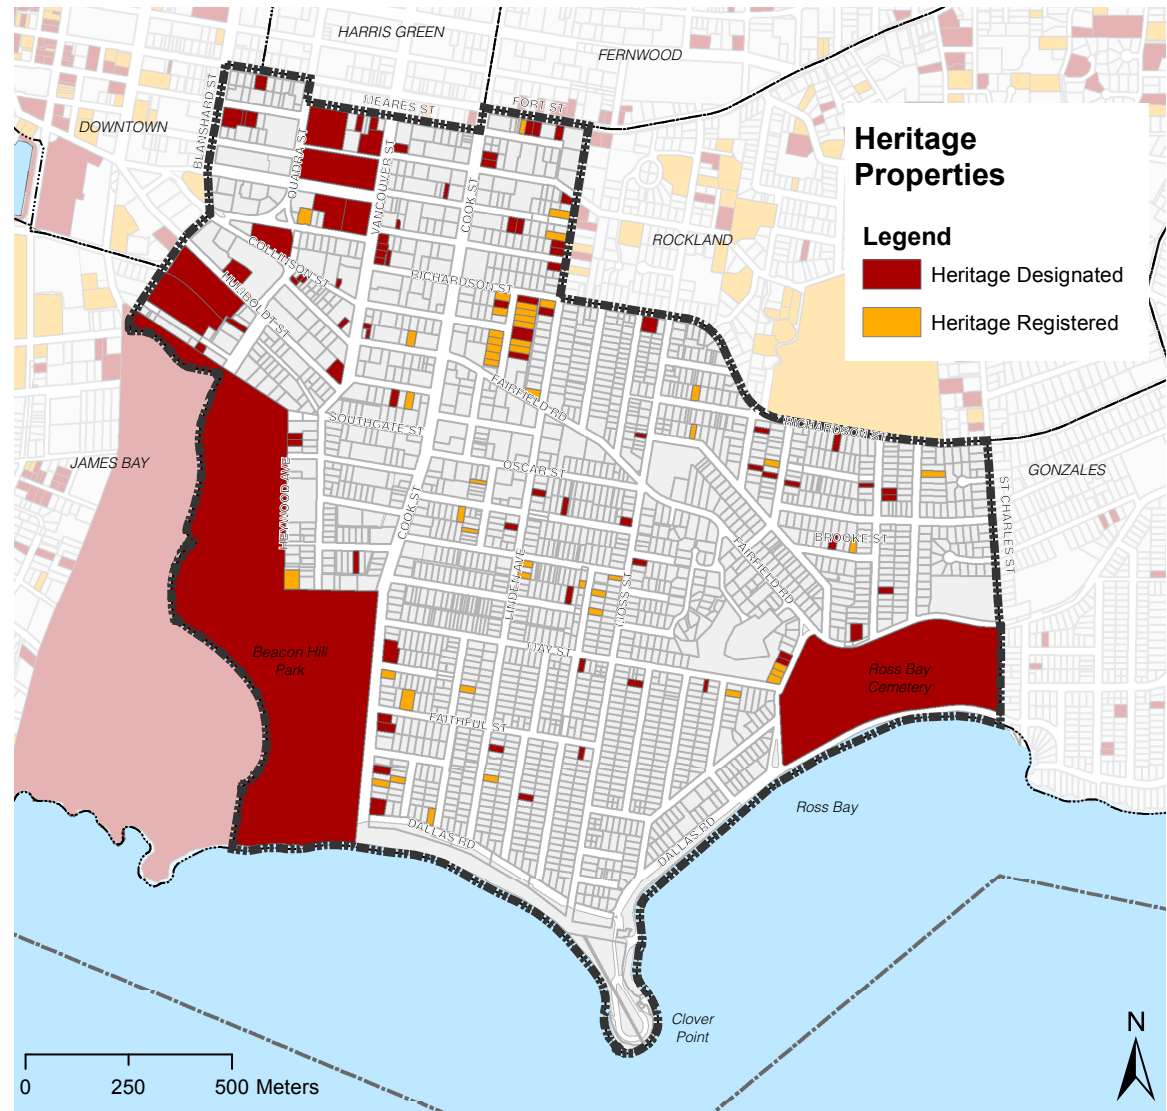 HARRIS GREEN
FERNWOOD
DOWNTOWN
BLANSHARD ST
MEARES ST
FORT ST
QUADRA ST
VANCOUVER ST
COOK ST
Heritage
Properties
Legend
Heritage Designated
Heritage Registered
ROCKLAND
COLLINSON ST
HUMBOLDT ST
RICHARDSON ST
FAIRFIELD RD
SOUTHGATE ST
RICHARDSON ST
JAMES BAY
OSCAR ST
GONZALES
HEYWOOD AVE
COOK ST
ST CHARLES ST
BROOKE ST
FAIRFIELD RD
LINDEN AVE
MOSS ST
MAY ST
Beacon Hill
Park
Ross Bay
Cemetery
FAITHFUL ST
DALLAS RD
DALLAS RD
Ross Bay
Clover
Point
N
0 250 500 Meters